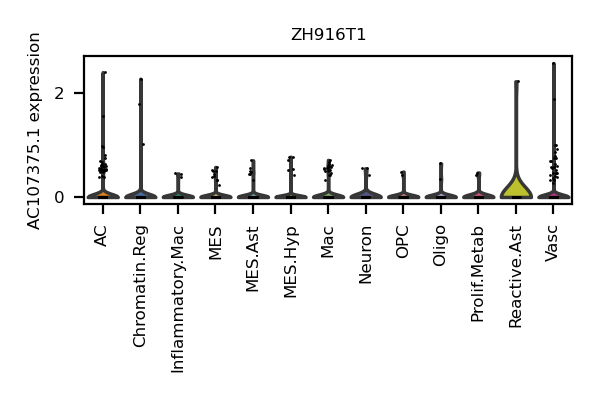 ZH916T1
AC107375.1 expression
2
0
AC
Chromatin.Reg
Inflammatory.Mac
MES
MES.Ast
MES.Hyp
Mac
Neuron
OPC
Oligo
Prolif.Metab
Reactive.Ast
Vasc